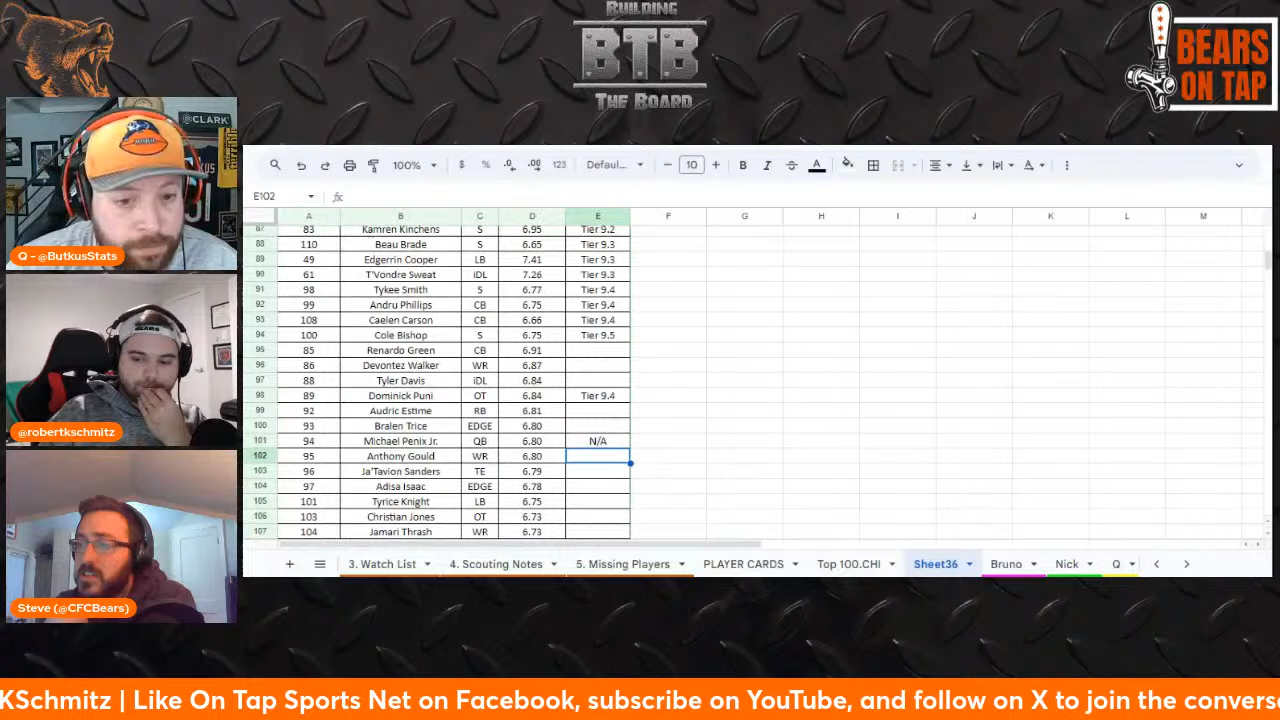 BUILDING
BTB
THE BOARD
BEARS
ON TAP
@CLARK
Q - @ButkusStats
@robertkschmitz
Steve (@CFCBears)
100% $ % .0 .00 123 Defaul... 10 B I A
E102 fx
A B C D E F G H I J K L M
87 83 Kamren Kinchens S 6.95 Tier 9.2
88 110 Beau Brade S 6.65 Tier 9.3
89 49 Edgerrin Cooper LB 7.41 Tier 9.3
90 61 T'Vondre Sweat iDL 7.26 Tier 9.3
91 98 Tykee Smith S 6.77 Tier 9.4
92 99 Andru Phillips CB 6.75 Tier 9.4
93 108 Caelen Carson CB 6.66 Tier 9.4
94 100 Cole Bishop S 6.75 Tier 9.5
95 85 Renardo Green CB 6.91
96 86 Devontez Walker WR 6.87
97 88 Tyler Davis iDL 6.84
98 89 Dominick Puni OT 6.84 Tier 9.4
99 92 Audric Estime RB 6.81
100 93 Bralen Trice EDGE 6.80
101 94 Michael Penix Jr. QB 6.80 N/A
102 95 Anthony Gould WR 6.80
103 96 Ja'Tavion Sanders TE 6.79
104 97 Adisa Isaac EDGE 6.78
105 101 Tyrice Knight LB 6.75
106 103 Christian Jones OT 6.73
107 104 Jamari Thrash WR 6.73
3. Watch List 4. Scouting Notes 5. Missing Players PLAYER CARDS Top 100.CHI Sheet36 Bruno Nick Q
KSchmitz | Like On Tap Sports Net on Facebook, subscribe on YouTube, and follow on X to join the convers